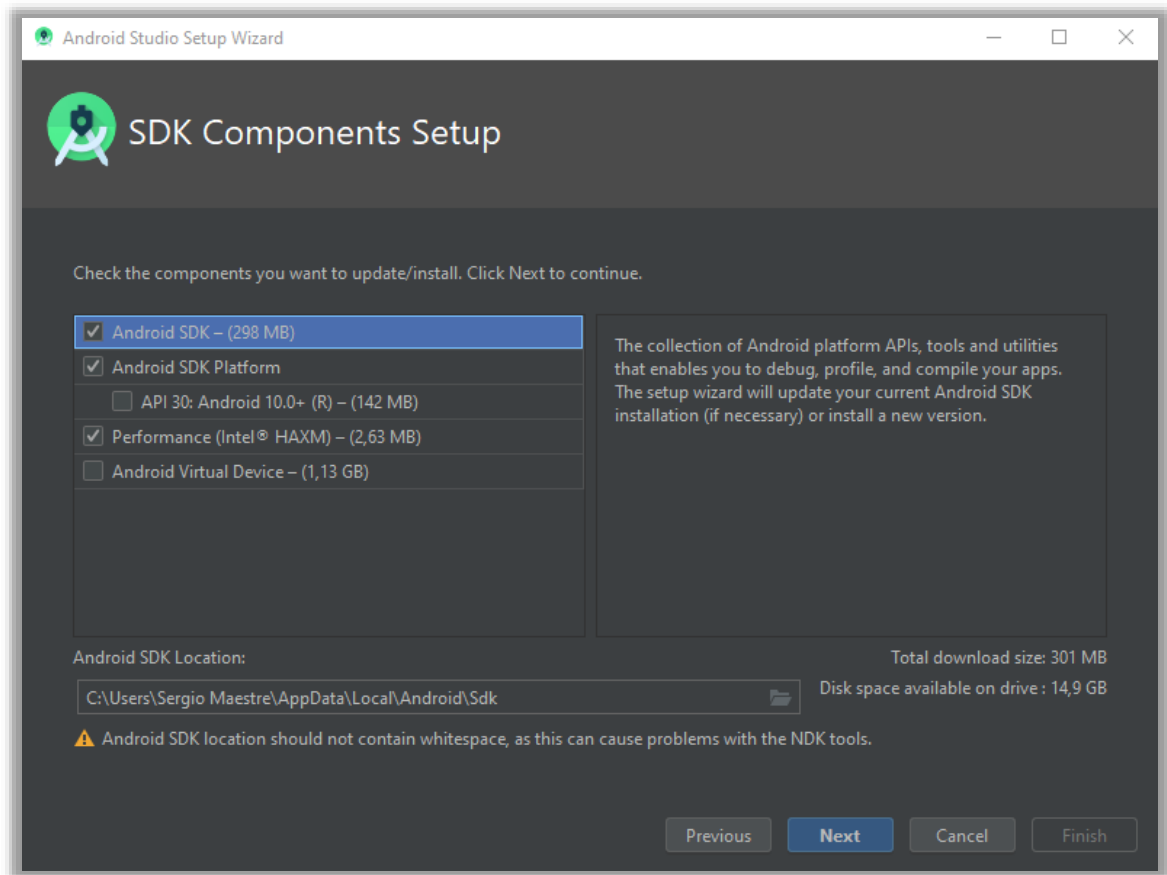 Android Studio Setup Wizard
SDK Components Setup
Check the components you want to update/install. Click Next to continue.
Android SDK – (298 MB)
Android SDK Platform
API 30: Android 10.0+ (R) – (142 MB)
Performance (Intel® HAXM) – (2,63 MB)
Android Virtual Device – (1,13 GB)
The collection of Android platform APIs, tools and utilities
that enables you to debug, profile, and compile your apps.
The setup wizard will update your current Android SDK
installation (if necessary) or install a new version.
Android SDK Location:
Total download size: 301 MB
C:\Users\Sergio Maestre\AppData\Local\Android\Sdk
Disk space available on drive : 14,9 GB
Android SDK location should not contain whitespace, as this can cause problems with the NDK tools.
Previous
Next
Cancel
Finish